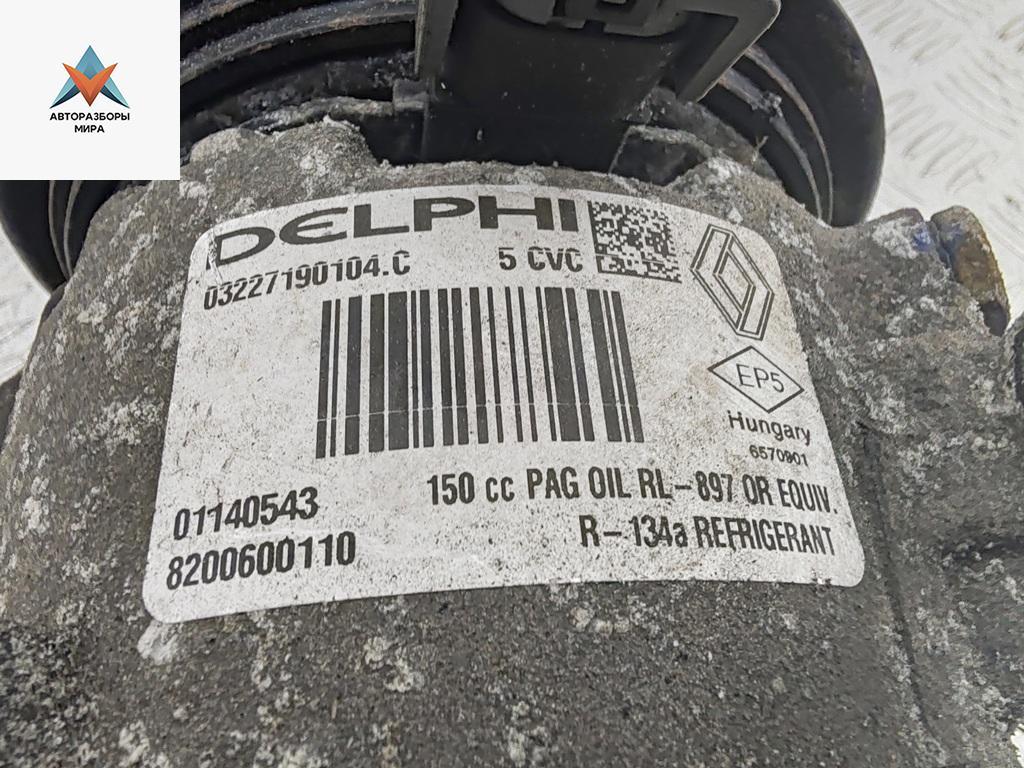 АВТОРАЗБОРЫ
МИРА
DELPHI
03227190104.C 5 CVC
EP5
Hungary
6570901
01140543 150 cc PAG OIL RL-897 OR EQUIV.
8200600110 R-134a REFRIGERANT